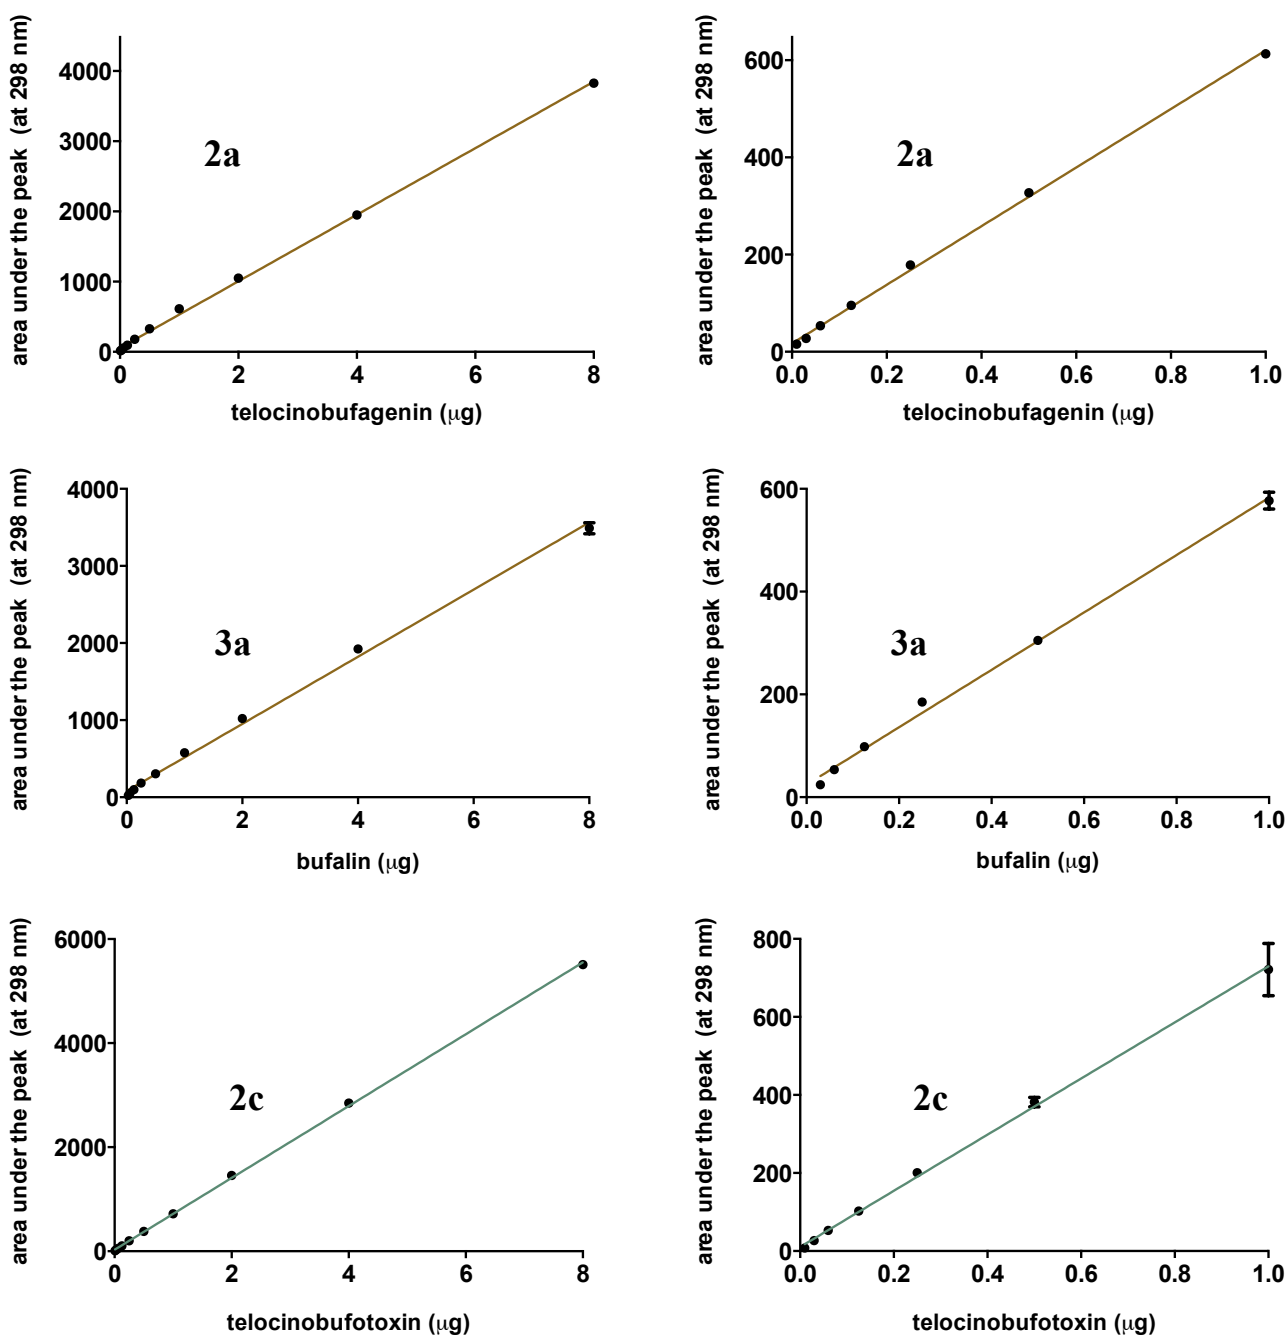 area under the peak (at 298 nm)
4000
3000
2000
1000
0
2a
0 2 4 6 8
telocinobufagenin (μg)
area under the peak (at 298 nm)
600
400
200
0
2a
0.0 0.2 0.4 0.6 0.8 1.0
telocinobufagenin (μg)
area under the peak (at 298 nm)
4000
3000
2000
1000
0
3a
0 2 4 6 8
bufalin (μg)
area under the peak (at 298 nm)
600
400
200
0
3a
0.0 0.2 0.4 0.6 0.8 1.0
bufalin (μg)
area under the peak (at 298 nm)
6000
4000
2000
0
2c
0 2 4 6 8
telocinobufotoxin (μg)
area under the peak (at 298 nm)
800
600
400
200
0
2c
0.0 0.2 0.4 0.6 0.8 1.0
telocinobufotoxin (μg)